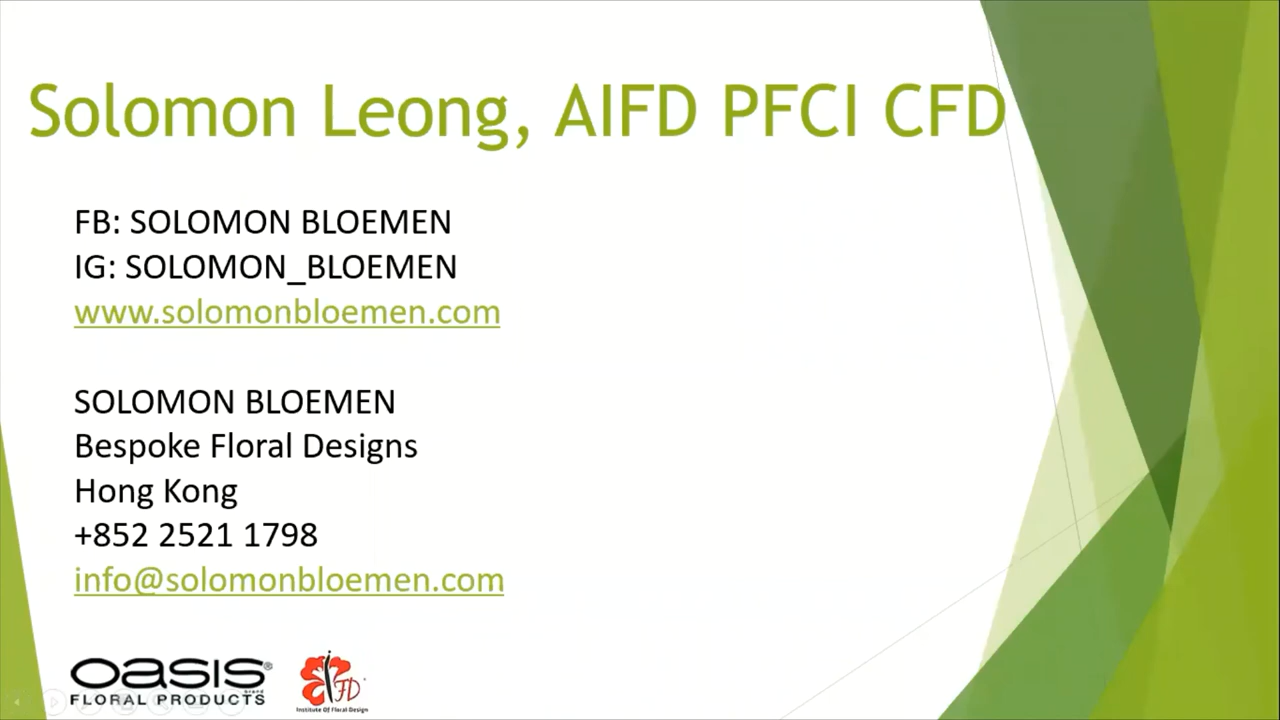 Solomon Leong, AIFD PFCI CFD
FB: SOLOMON BLOEMEN
IG: SOLOMON_BLOEMEN
www.solomonbloemen.com
SOLOMON BLOEMEN
Bespoke Floral Designs
Hong Kong
+852 2521 1798
info@solomonbloemen.com
OASIS®
brand
FLORAL PRODUCTS
IFD
Institute Of Floral Design